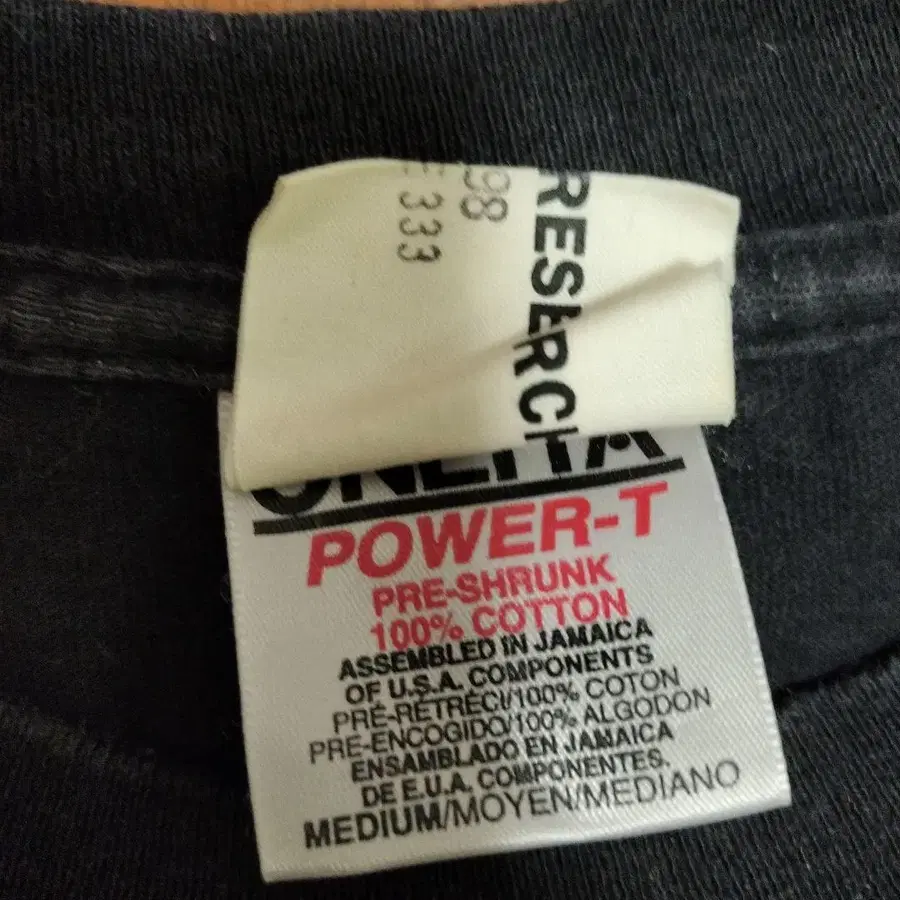 RESERCH
98
E 333
ONEITA
POWER-T
PRE-SHRUNK
100% COTTON
ASSEMBLED IN JAMAICA
OF U.S.A. COMPONENTS
PRÉ-RÉTRÉCI/100% COTON
PRE-ENCOGIDO/100% ALGODON
ENSAMBLADO EN JAMAICA
DE E.U.A. COMPONENTES.
MEDIUM/MOYEN/MEDIANO